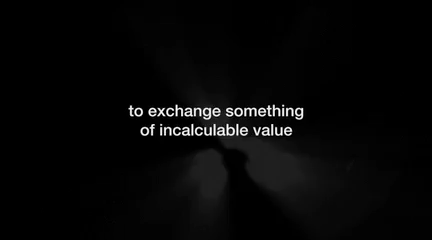 to exchange something
of incalculable value